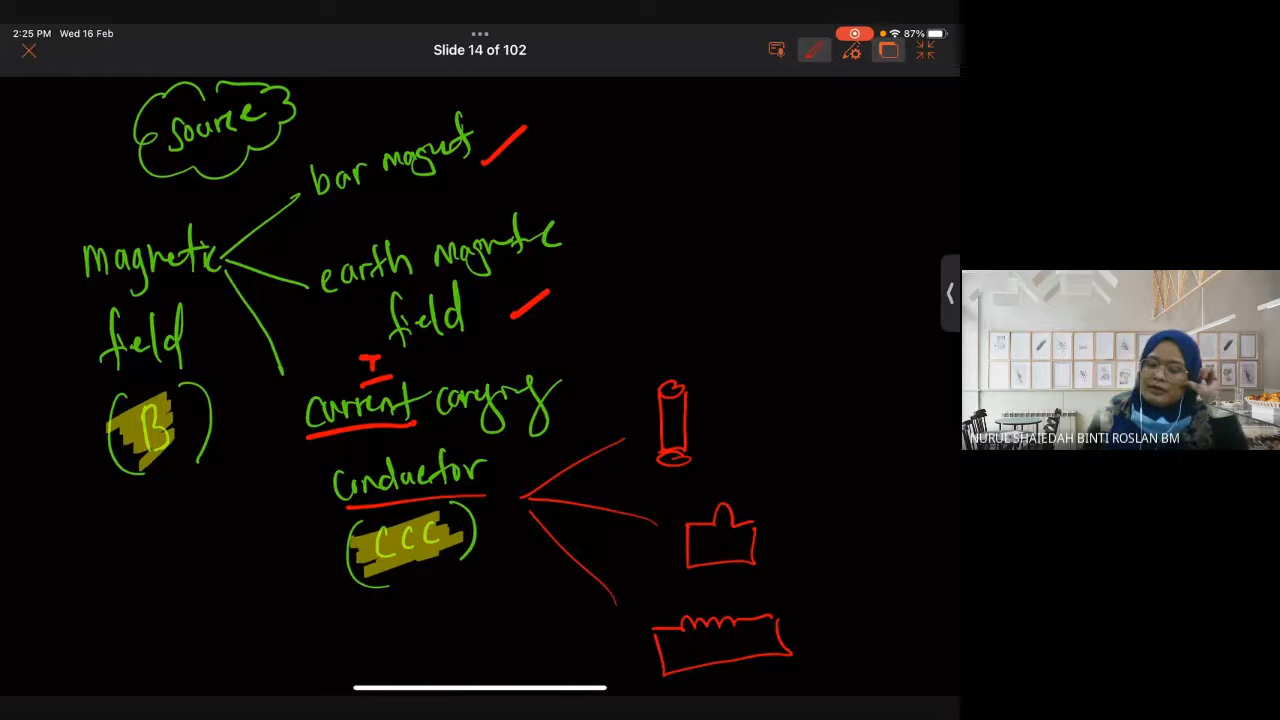 2:25 PM Wed 16 Feb
87%
Slide 14 of 102
source
bar magnet
magnetic
field
(B)
earth magnetic
field
I
current carrying
conductor
(CCC)
NURUL SHAIEDAH BINTI ROSLAN BM